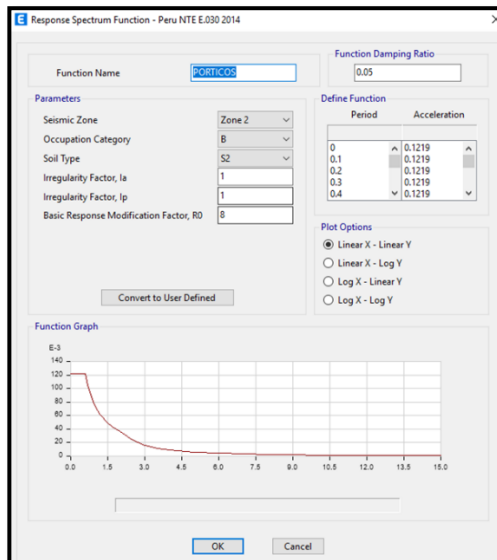 E Response Spectrum Function - Peru NTE E.030 2014
Function Name PORTICOS
Function Damping Ratio
0.05
Parameters
Seismic Zone Zone 2
Occupation Category B
Soil Type S2
Irregularity Factor, Ia 1
Irregularity Factor, Ip 1
Basic Response Modification Factor, R0 8
Convert to User Defined
Define Function
Period Acceleration
0 0.1219
0.1 0.1219
0.2 0.1219
0.3 0.1219
0.4 0.1219
Plot Options
Linear X - Linear Y
Linear X - Log Y
Log X - Linear Y
Log X - Log Y
Function Graph
E-3
140
120
100
80
60
40
20
0
0.0 1.5 3.0 4.5 6.0 7.5 9.0 10.5 12.0 13.5 15.0
OK Cancel